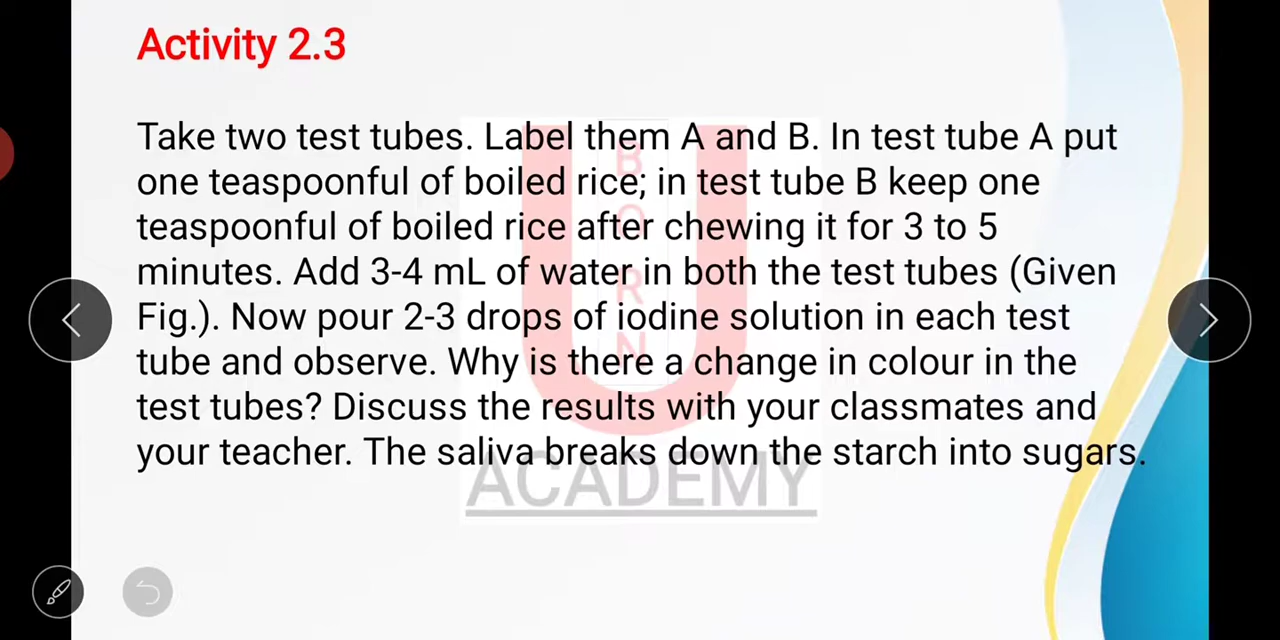 Activity 2.3
Take two test tubes. Label them A and B. In test tube A put
one teaspoonful of boiled rice; in test tube B keep one
teaspoonful of boiled rice after chewing it for 3 to 5
minutes. Add 3-4 mL of water in both the test tubes (Given
Fig.). Now pour 2-3 drops of iodine solution in each test
tube and observe. Why is there a change in colour in the
test tubes? Discuss the results with your classmates and
your teacher. The saliva breaks down the starch into sugars.
U
BORN
ACADEMY